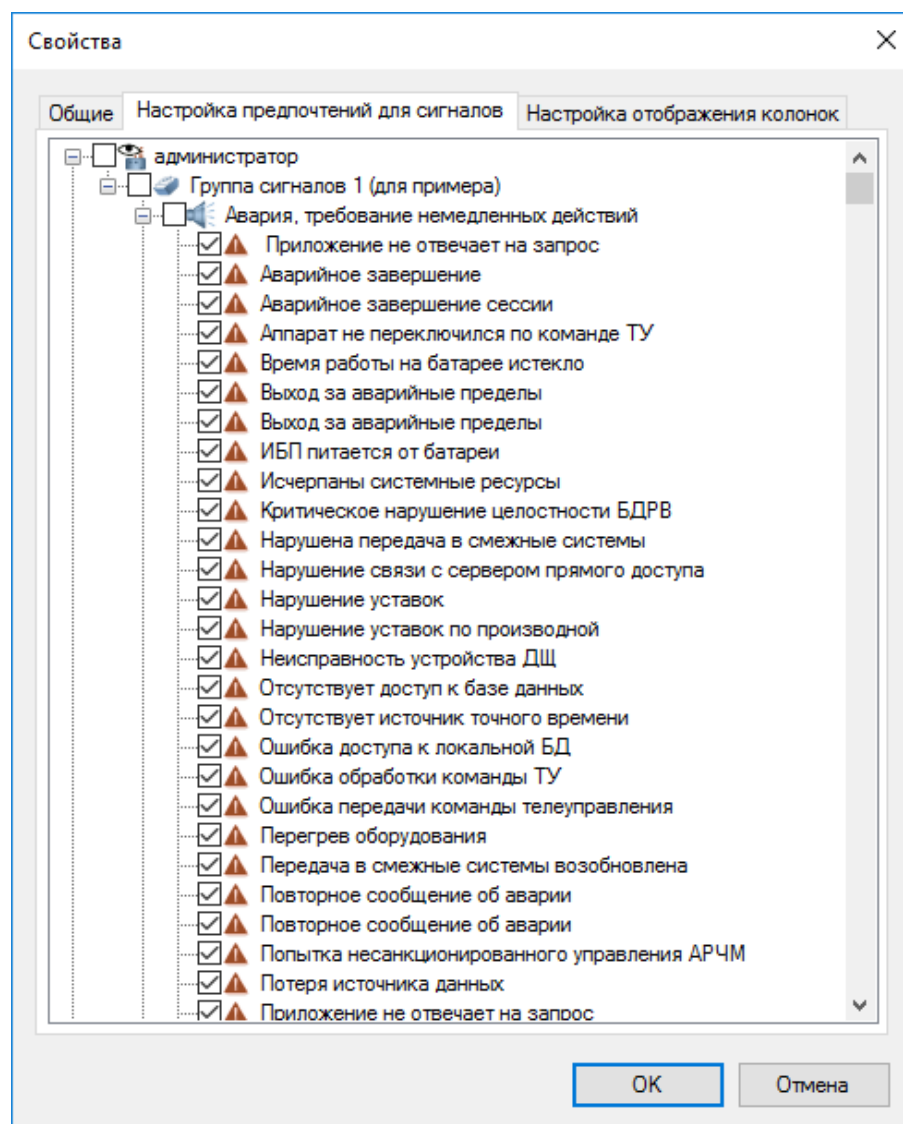 Свойства
Общие
Настройка предпочтений для сигналов
Настройка отображения колонок
администратор
Группа сигналов 1 (для примера)
Авария, требование немедленных действий
Приложение не отвечает на запрос
Аварийное завершение
Аварийное завершение сессии
Аппарат не переключился по команде ТУ
Время работы на батарее истекло
Выход за аварийные пределы
Выход за аварийные пределы
ИБП питается от батареи
Исчерпаны системные ресурсы
Критическое нарушение целостности БДРВ
Нарушена передача в смежные системы
Нарушение связи с сервером прямого доступа
Нарушение уставок
Нарушение уставок по производной
Неисправность устройства ДЩ
Отсутствует доступ к базе данных
Отсутствует источник точного времени
Ошибка доступа к локальной БД
Ошибка обработки команды ТУ
Ошибка передачи команды телеуправления
Перегрев оборудования
Передача в смежные системы возобновлена
Повторное сообщение об аварии
Повторное сообщение об аварии
Попытка несанкционированного управления АРЧМ
Потеря источника данных
Приложение не отвечает на запрос
OK
Отмена